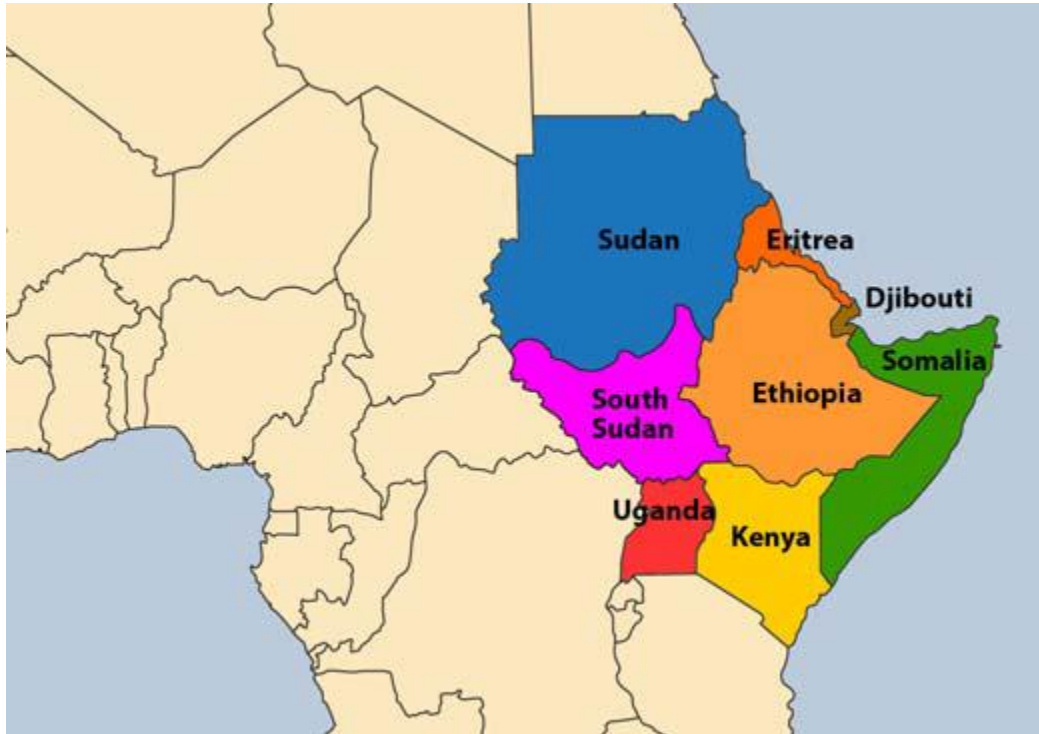 Sudan
Eritrea
Djibouti
Somalia
Ethiopia
South
Sudan
Uganda
Kenya